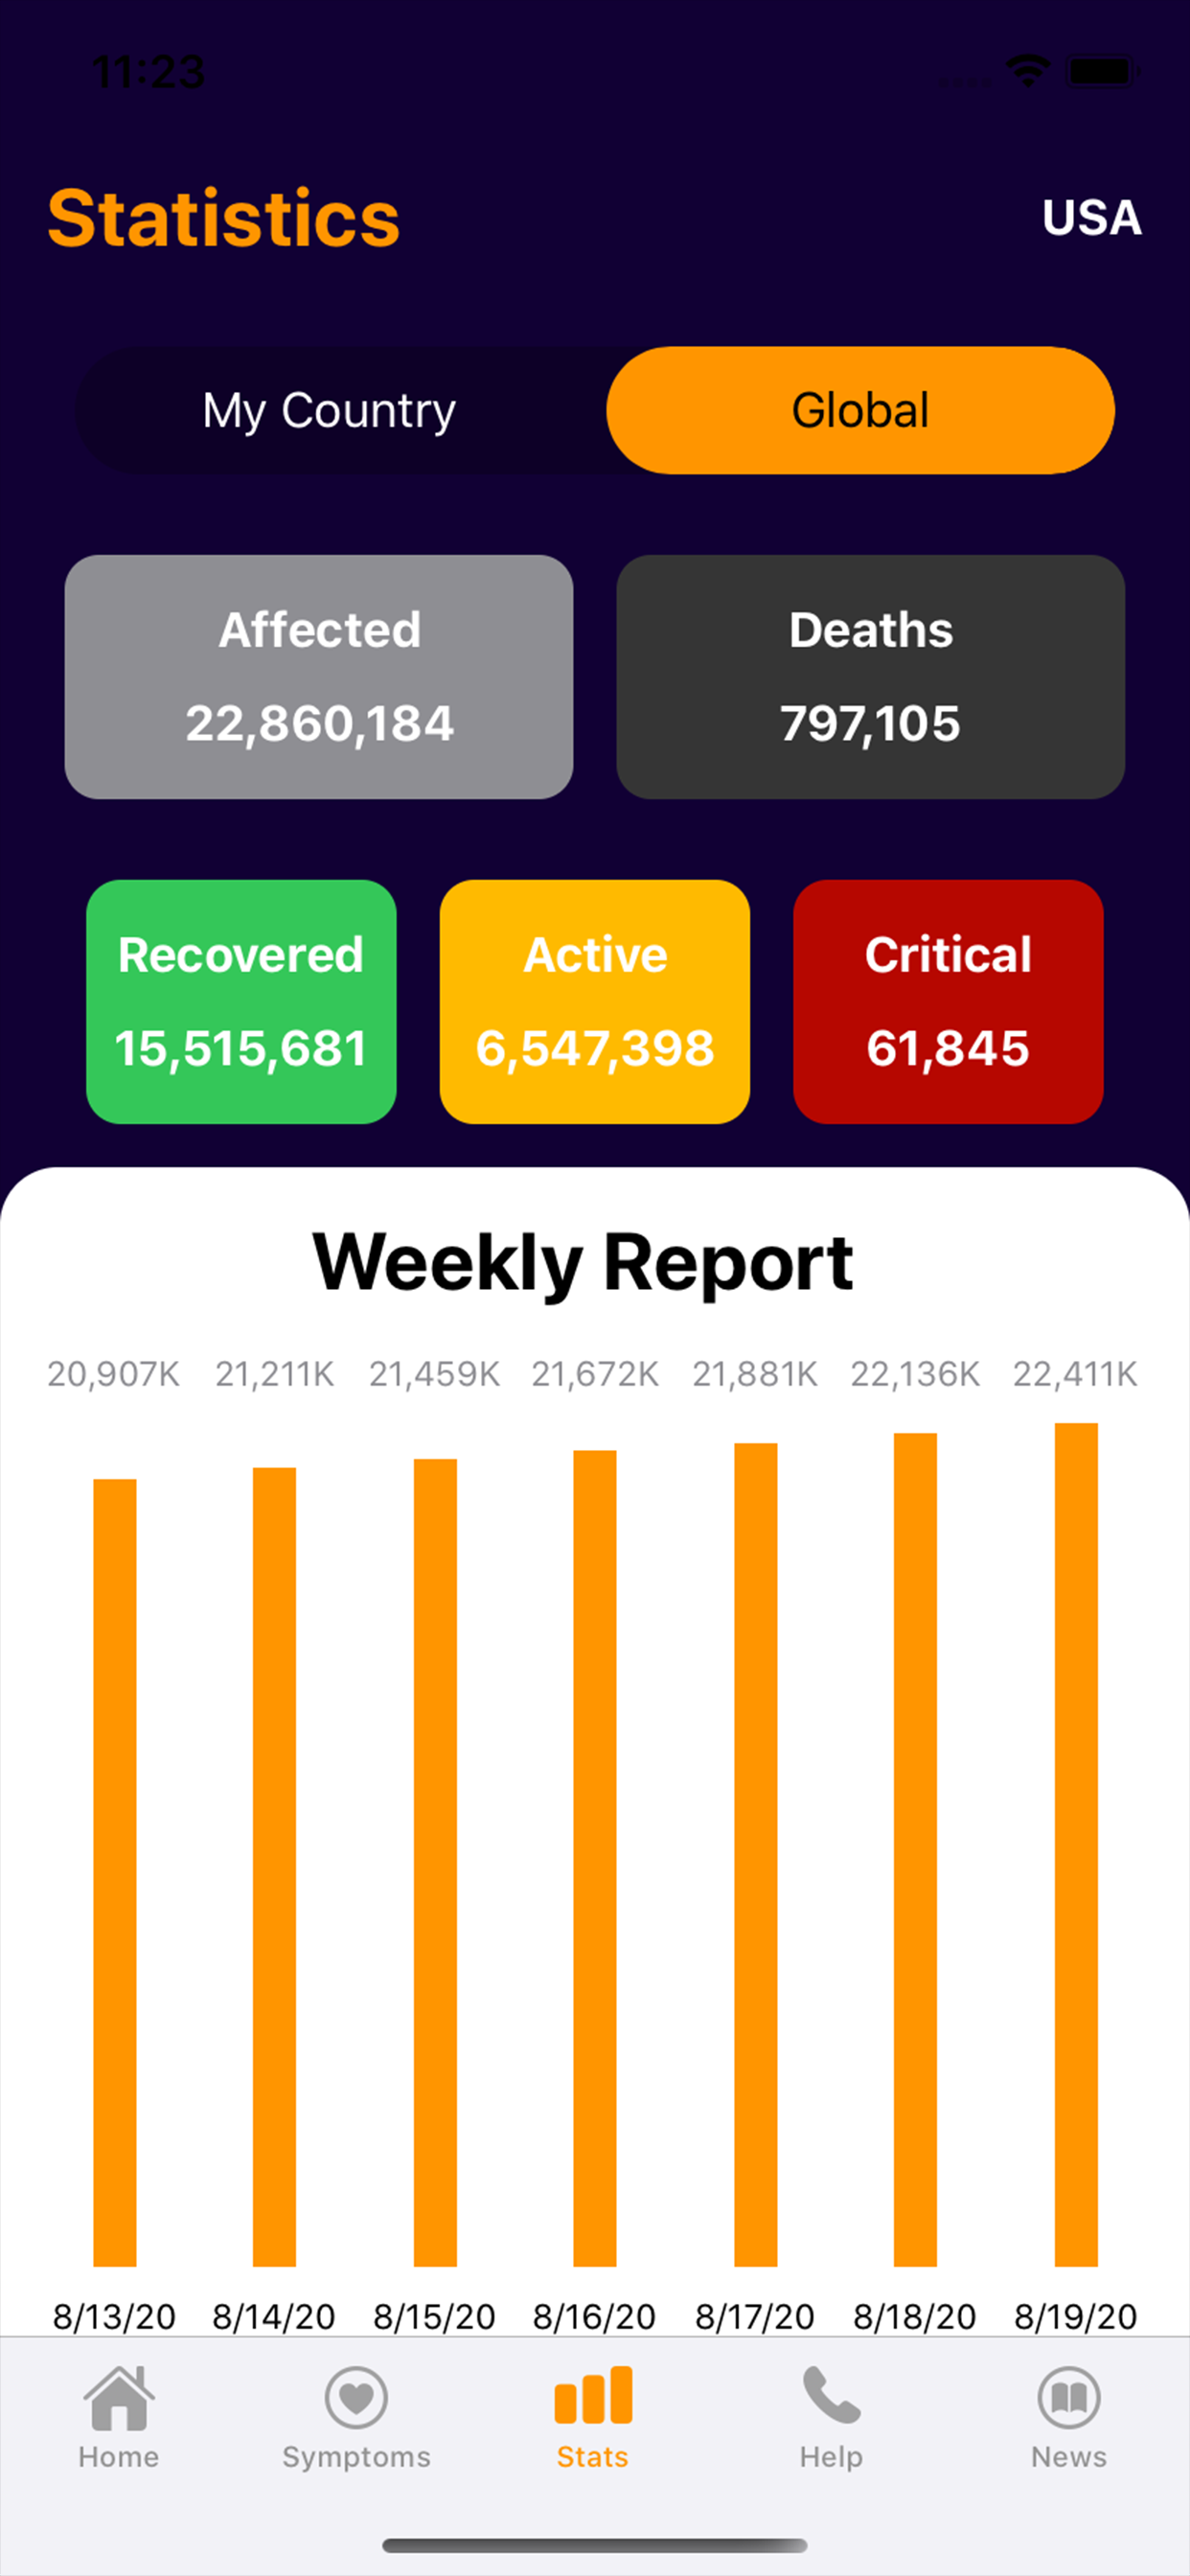 11:23
Statistics
USA
My Country
Global
Affected
22,860,184
Deaths
797,105
Recovered
15,515,681
Active
6,547,398
Critical
61,845
Weekly Report
20,907K 21,211K 21,459K 21,672K 21,881K 22,136K 22,411K
8/13/20 8/14/20 8/15/20 8/16/20 8/17/20 8/18/20 8/19/20
Home Symptoms Stats Help News